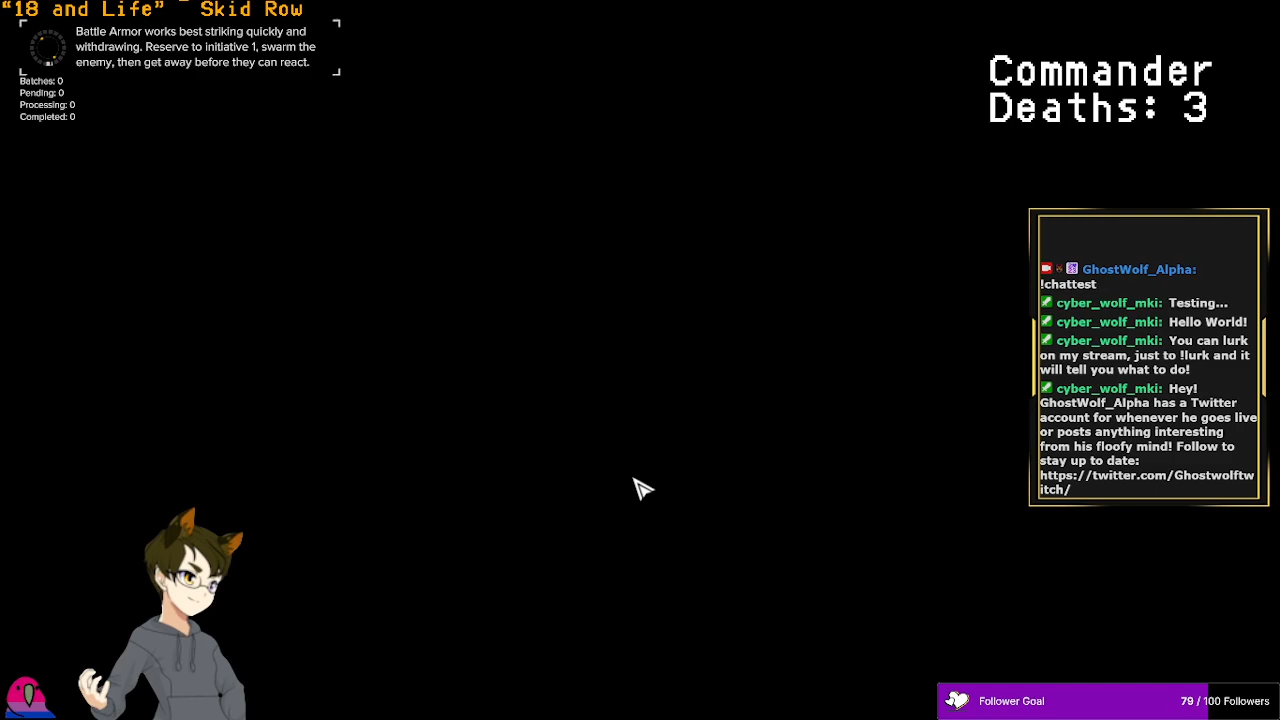 “18 and Life” ~ Skid Row
Battle Armor works best striking quickly and
withdrawing. Reserve to initiative 1, swarm the
enemy, then get away before they can react.
Batches: 0
Pending: 0
Processing: 0
Completed: 0
Commander
Deaths: 3
GhostWolf_Alpha:
!chattest
cyber_wolf_mki: Testing...
cyber_wolf_mki: Hello World!
cyber_wolf_mki: You can lurk
on my stream, just to !lurk and it
will tell you what to do!
cyber_wolf_mki: Hey!
GhostWolf_Alpha has a Twitter
account for whenever he goes live
or posts anything interesting
from his floofy mind! Follow to
stay up to date:
https://twitter.com/Ghostwolftw
itch/
Follower Goal
79 / 100 Followers